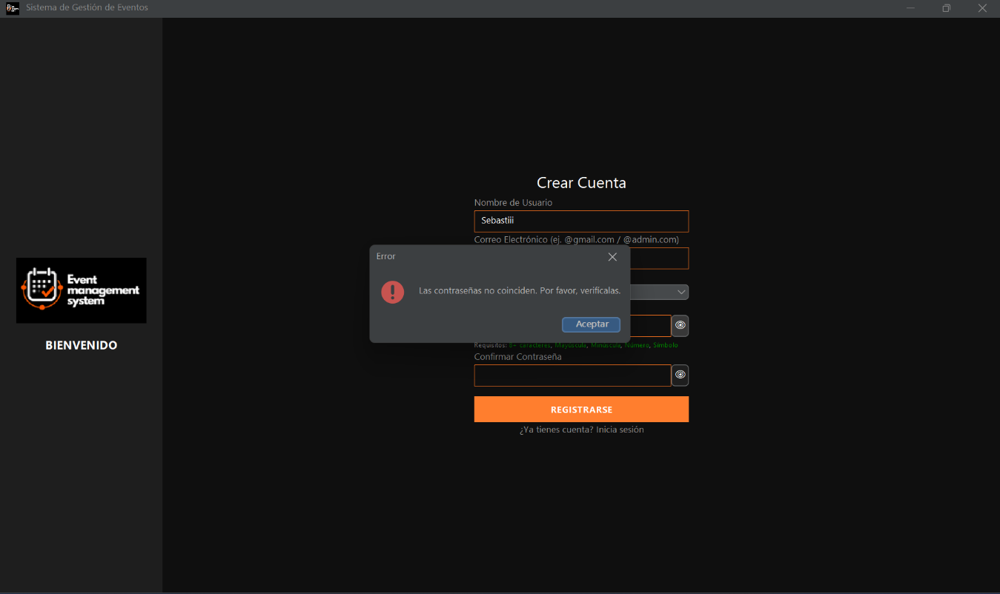 Sistema de Gestión de Eventos
Event
management
system
BIENVENIDO
Crear Cuenta
Nombre de Usuario
Sebastiii
Correo Electrónico (ej. @gmail.com / @admin.com)
Error
Las contraseñas no coinciden. Por favor, verifícalas.
Aceptar
Requisitos: 8+ caracteres, Mayúscula, Minúscula, Número, Símbolo
Confirmar Contraseña
REGISTRARSE
¿Ya tienes cuenta? Inicia sesión